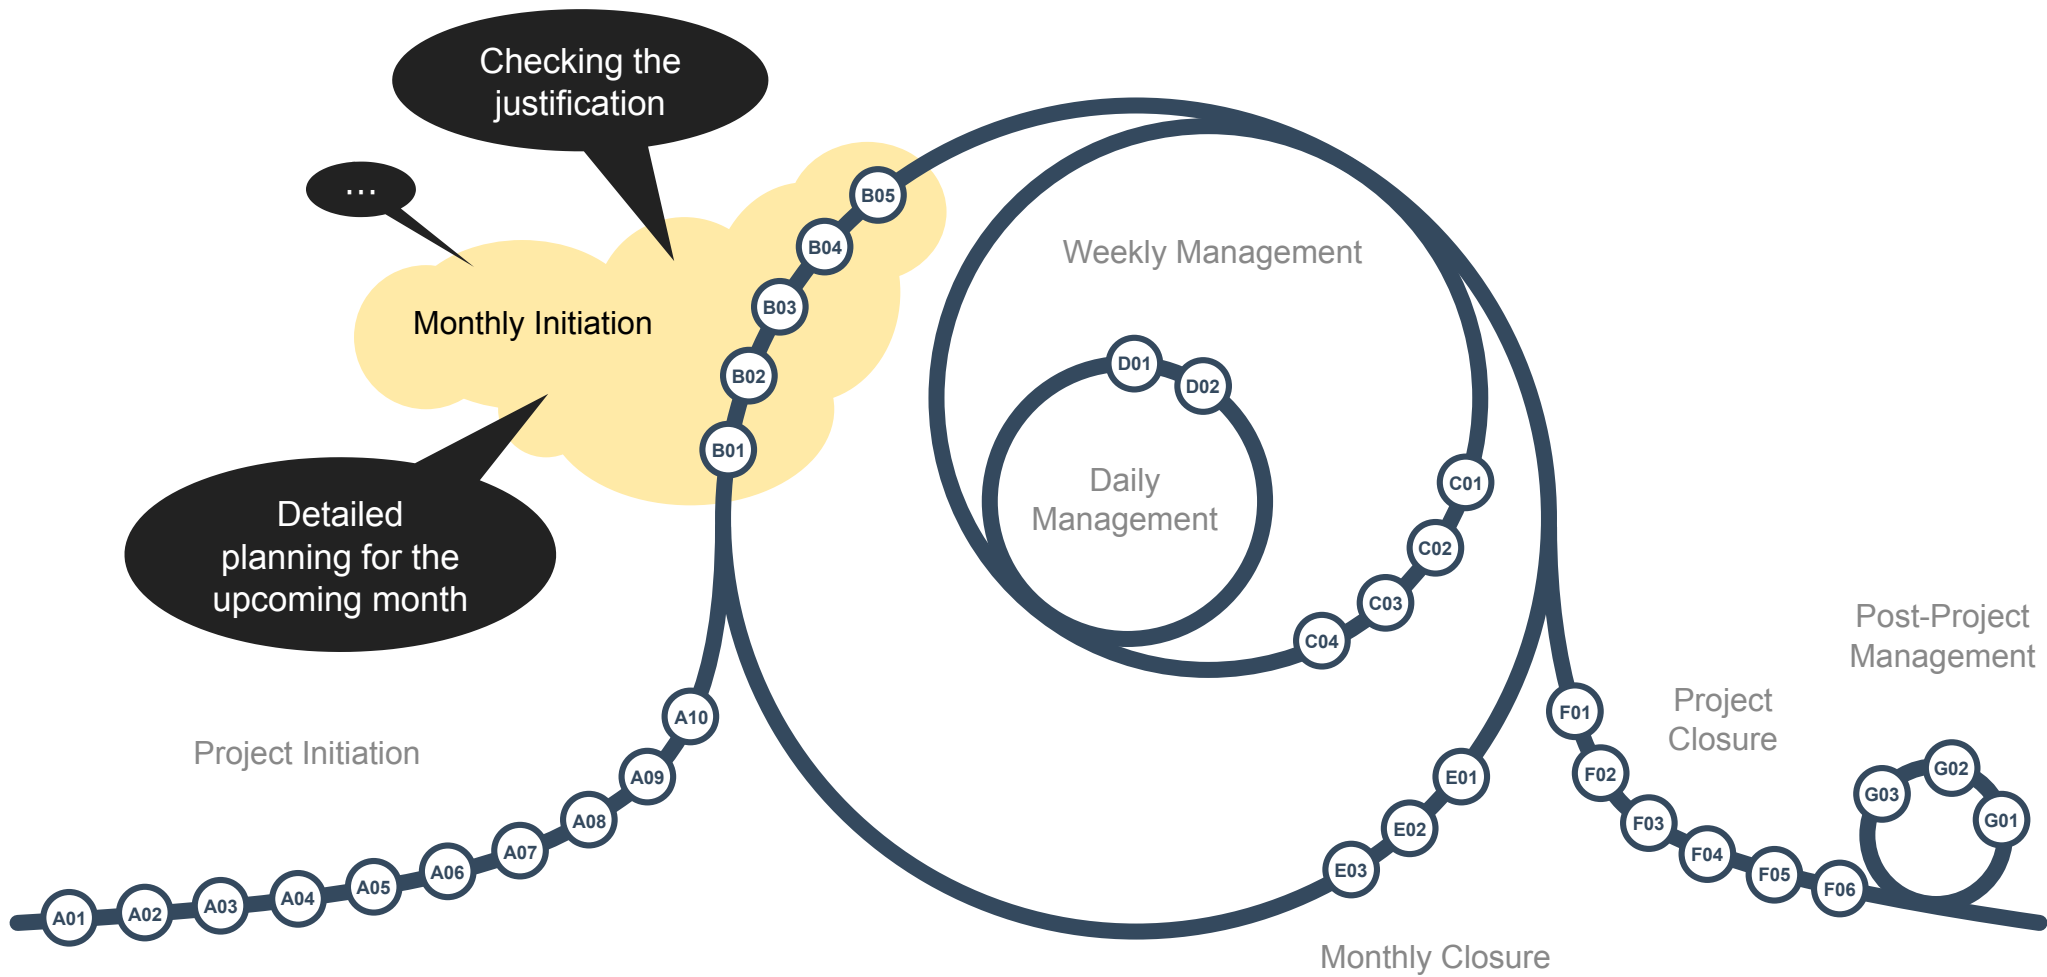 Checking the
justification
…
Monthly Initiation
Detailed
planning for the
upcoming month
B05
B04
B03
B02
B01
Weekly Management
D01
D02
Daily
Management
C01
C02
C03
C04
Project Initiation
A01
A02
A03
A04
A05
A06
A07
A08
A09
A10
E01
E02
E03
Monthly Closure
Project
Closure
F01
F02
F03
F04
F05
F06
Post-Project
Management
G03
G02
G01